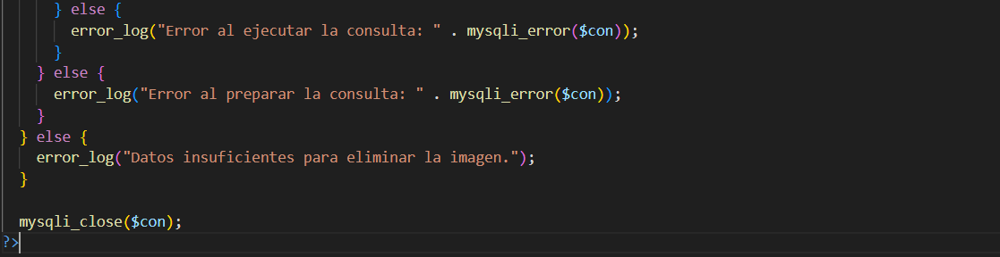 } else {
error_log("Error al ejecutar la consulta: " . mysqli_error($con));
}
} else {
error_log("Error al preparar la consulta: " . mysqli_error($con));
}
} else {
error_log("Datos insuficientes para eliminar la imagen.");
}
mysqli_close($con);
?>